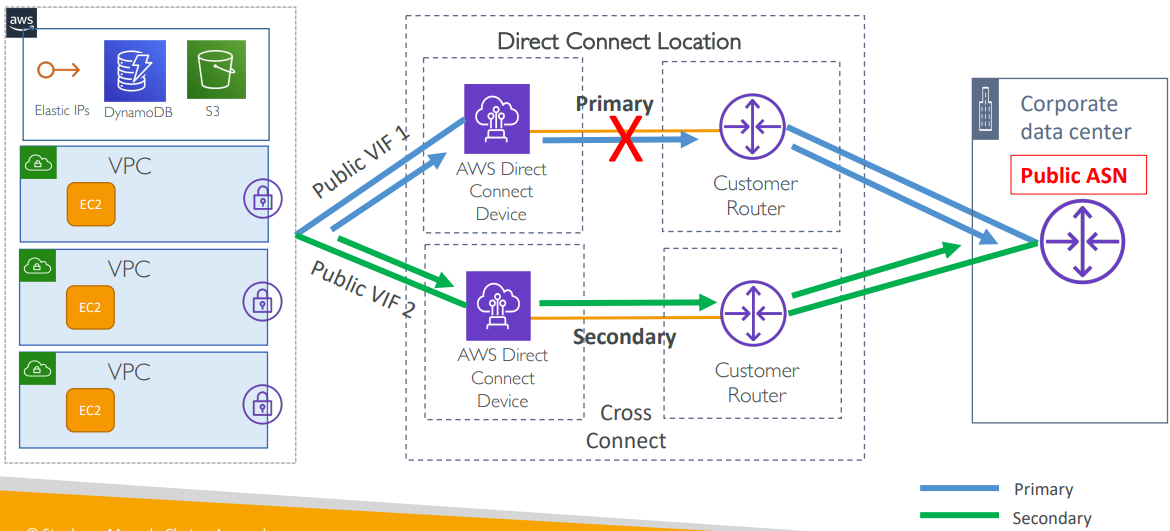 aws
Direct Connect Location
Elastic IPs
DynamoDB
S3
VPC
EC2
VPC
EC2
VPC
EC2
Public VIF 1
Public VIF 2
AWS Direct
Connect
Device
Primary
Customer
Router
AWS Direct
Connect
Device
Secondary
Customer
Router
Cross
Connect
Corporate
data center
Public ASN
Primary
Secondary